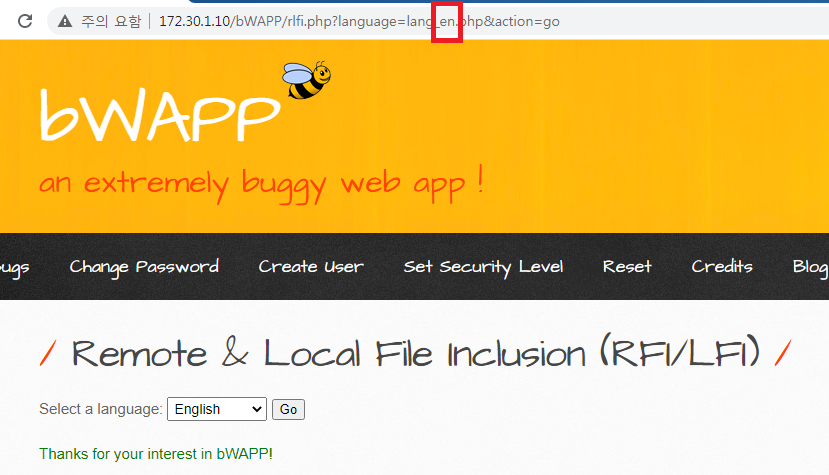 주의 요함 172.30.1.10/bWAPP/rlfi.php?language=lang_en.php&action=go
bWAPP
an extremely buggy web app !
ugs Change Password Create User Set Security Level Reset Credits Blog
/ Remote & Local File Inclusion (RFI/LFI) /
Select a language: English Go
Thanks for your interest in bWAPP!